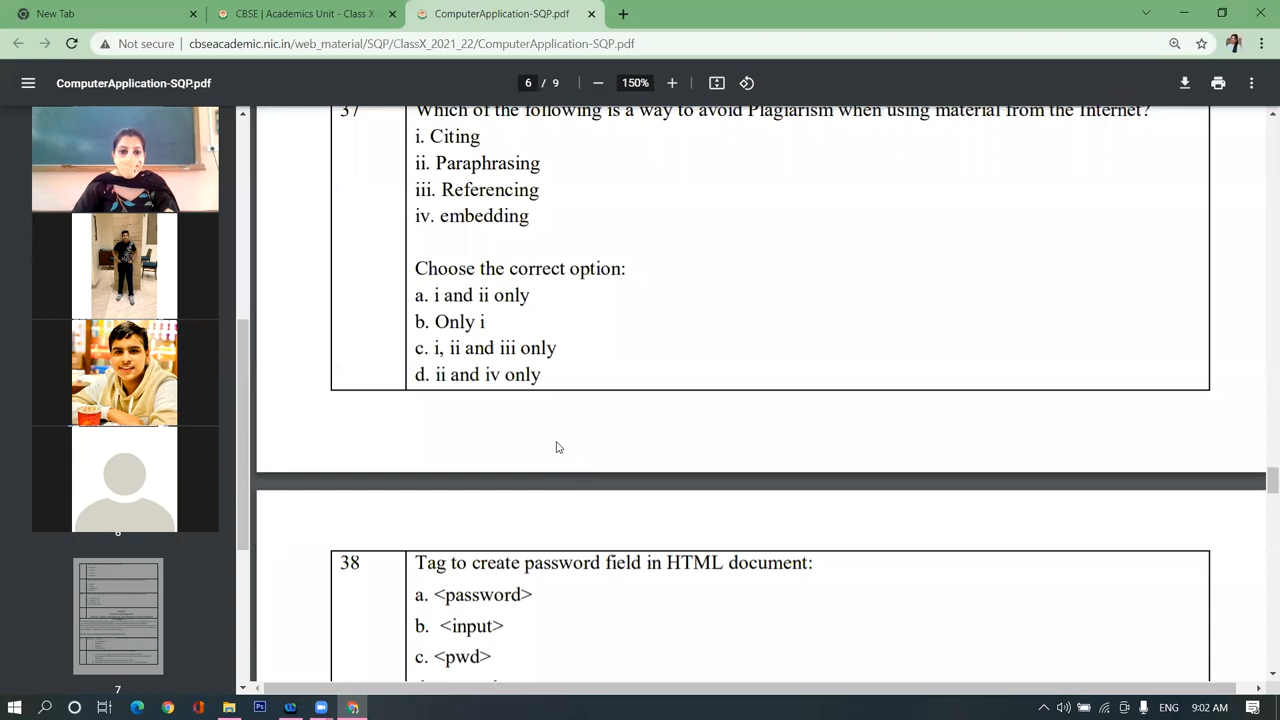 New Tab
CBSE | Academics Unit - Class X
ComputerApplication-SQP.pdf
Not secure
cbseacademic.nic.in/web_material/SQP/ClassX_2021_22/ComputerApplication-SQP.pdf
ComputerApplication-SQP.pdf
6 / 9
150%
37
Which of the following is a way to avoid Plagiarism when using material from the Internet?
i. Citing
ii. Paraphrasing
iii. Referencing
iv. embedding
Choose the correct option:
a. i and ii only
b. Only i
c. i, ii and iii only
d. ii and iv only
6
7
38
Tag to create password field in HTML document:
a. <password>
b. <input>
c. <pwd>
ENG
9:02 AM